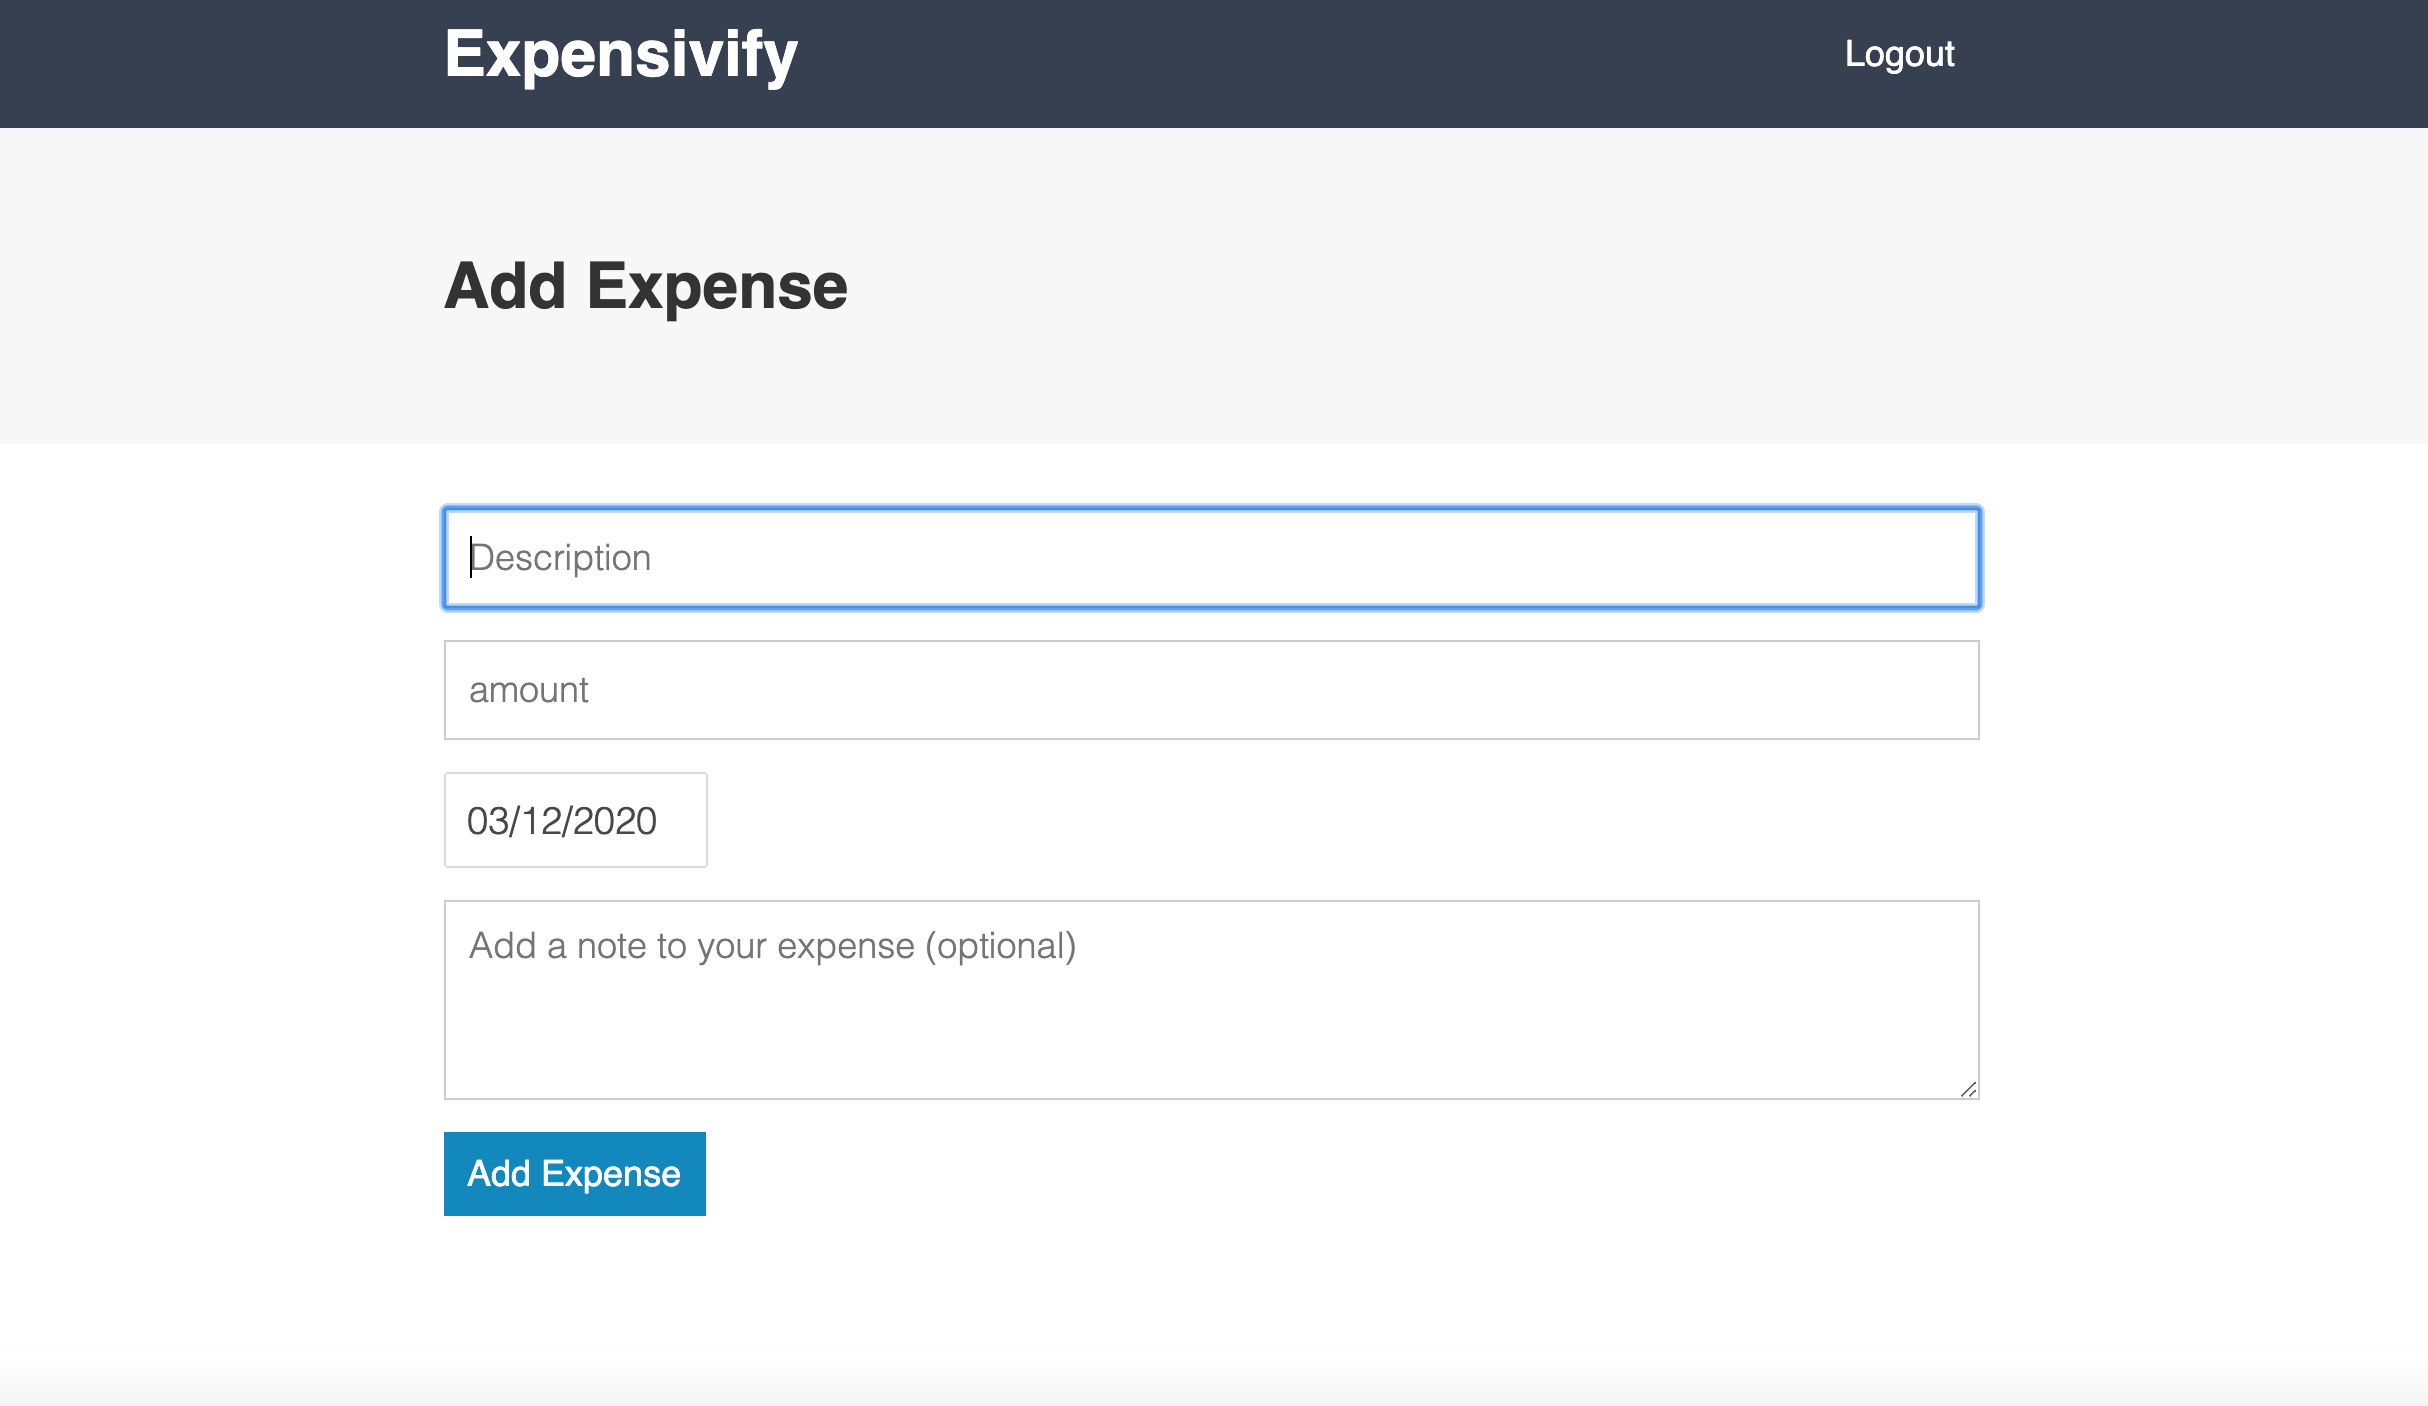 Expensivify
Logout
Add Expense
Description
amount
03/12/2020
Add a note to your expense (optional)
Add Expense